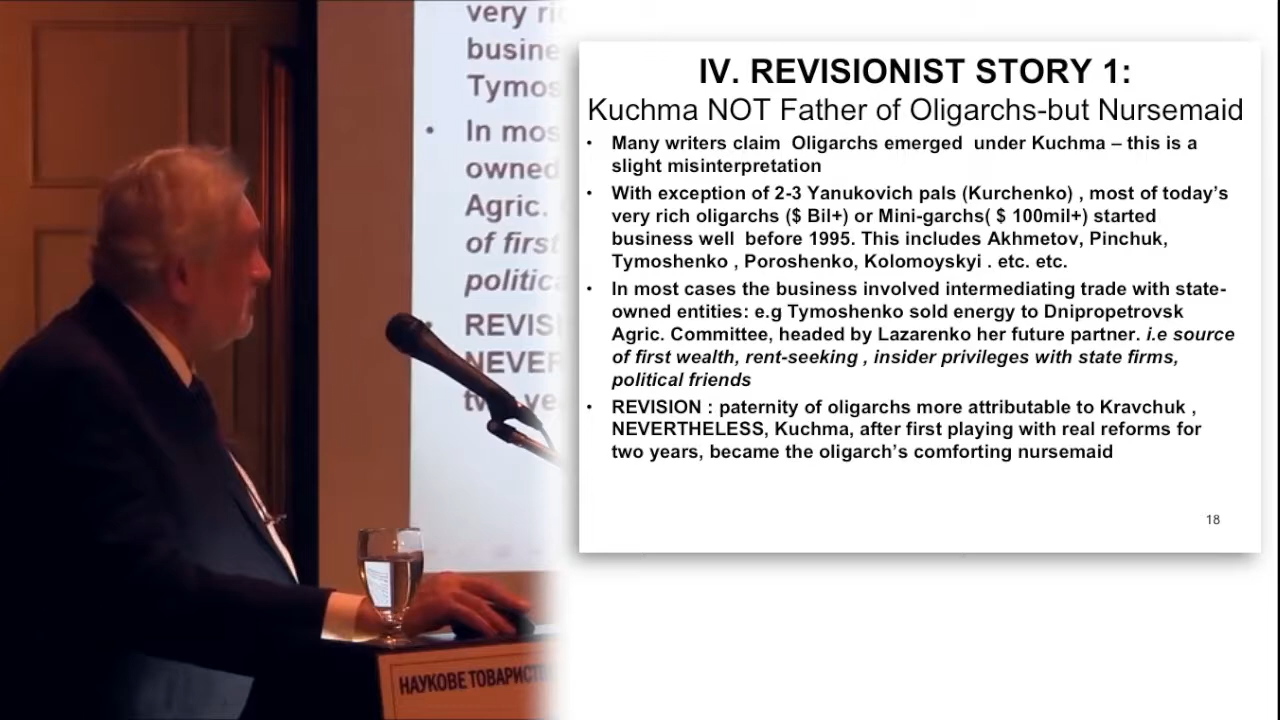 very
busine
Tymos
• In mos
owned
Agric.
of first
politic
REVIS
NEVER
НАУКОВЕ ТОВАРИСТ
IV. REVISIONIST STORY 1:
Kuchma NOT Father of Oligarchs-but Nursemaid
• Many writers claim Oligarchs emerged under Kuchma – this is a
slight misinterpretation
• With exception of 2-3 Yanukovich pals (Kurchenko) , most of today's
very rich oligarchs ($ Bil+) or Mini-garchs( $ 100mil+) started
business well before 1995. This includes Akhmetov, Pinchuk,
Tymoshenko , Poroshenko, Kolomoyskyi . etc. etc.
• In most cases the business involved intermediating trade with state-
owned entities: e.g Tymoshenko sold energy to Dnipropetrovsk
Agric. Committee, headed by Lazarenko her future partner. i.e source
of first wealth, rent-seeking , insider privileges with state firms,
political friends
• REVISION : paternity of oligarchs more attributable to Kravchuk ,
NEVERTHELESS, Kuchma, after first playing with real reforms for
two years, became the oligarch's comforting nursemaid
18